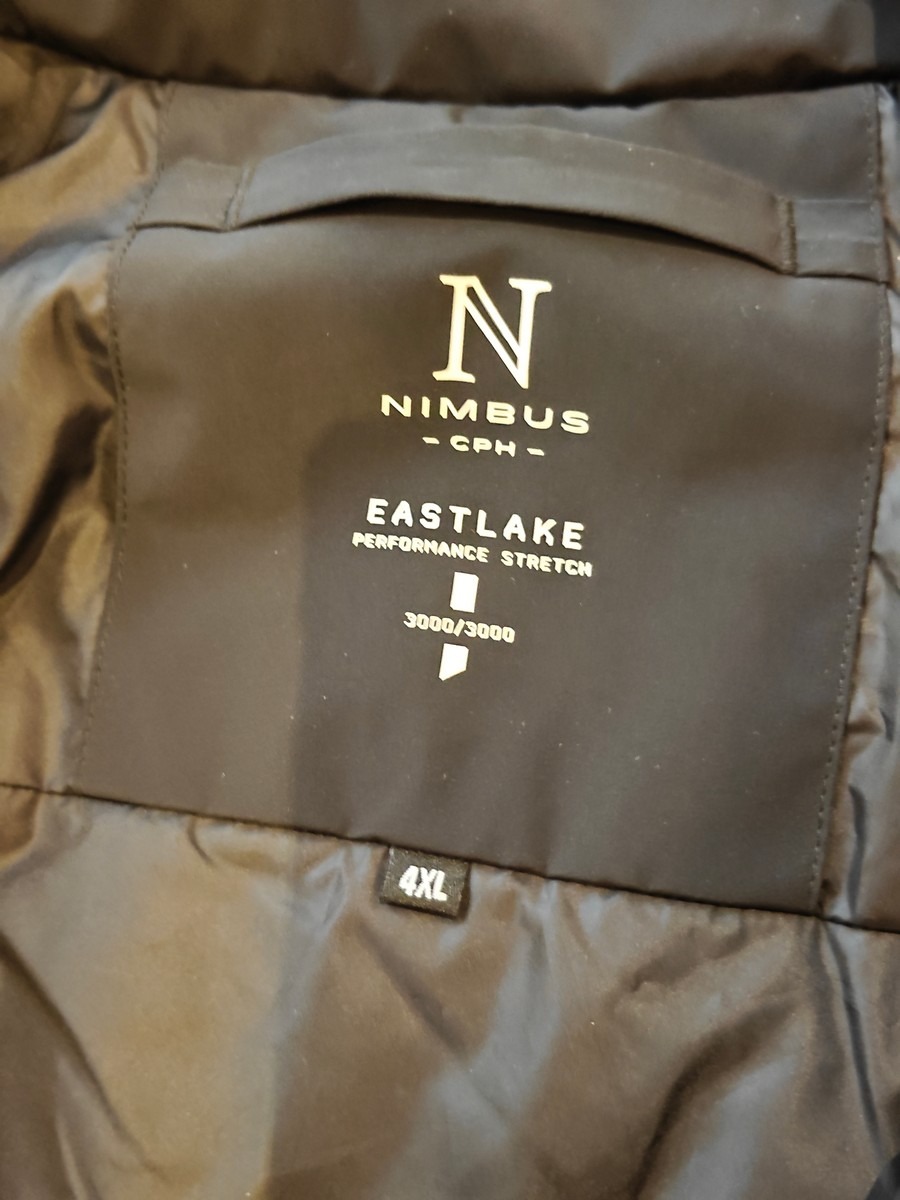 N
NIMBUS
- CPH -
EASTLAKE
PERFORMANCE STRETCH
3000/3000
4XL